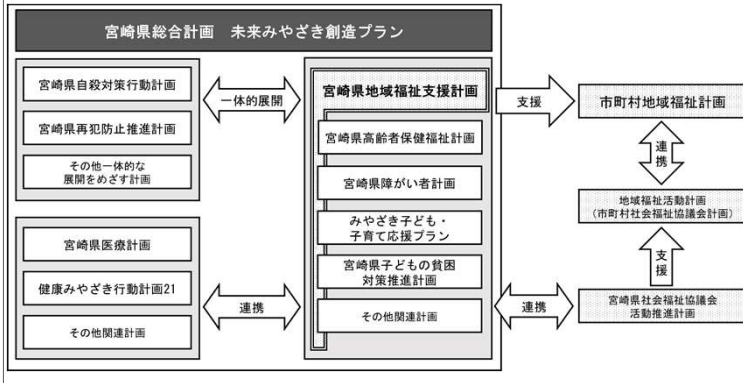 宮崎県総合計画　未来みやざき創造プラン
宮崎県自殺対策行動計画
宮崎県再犯防止推進計画
その他一体的な
展開をめざす計画
一体的展開
宮崎県地域福祉支援計画
宮崎県高齢者保健福祉計画
宮崎県障がい者計画
みやざき子ども・
子育て応援プラン
宮崎県子どもの貧困
対策推進計画
その他関連計画
宮崎県医療計画
健康みやざき行動計画21
その他関連計画
連携
支援
市町村地域福祉計画
連携
地域福祉活動計画
（市町村社会福祉協議会計画）
支援
連携
宮崎県社会福祉協議会
活動推進計画